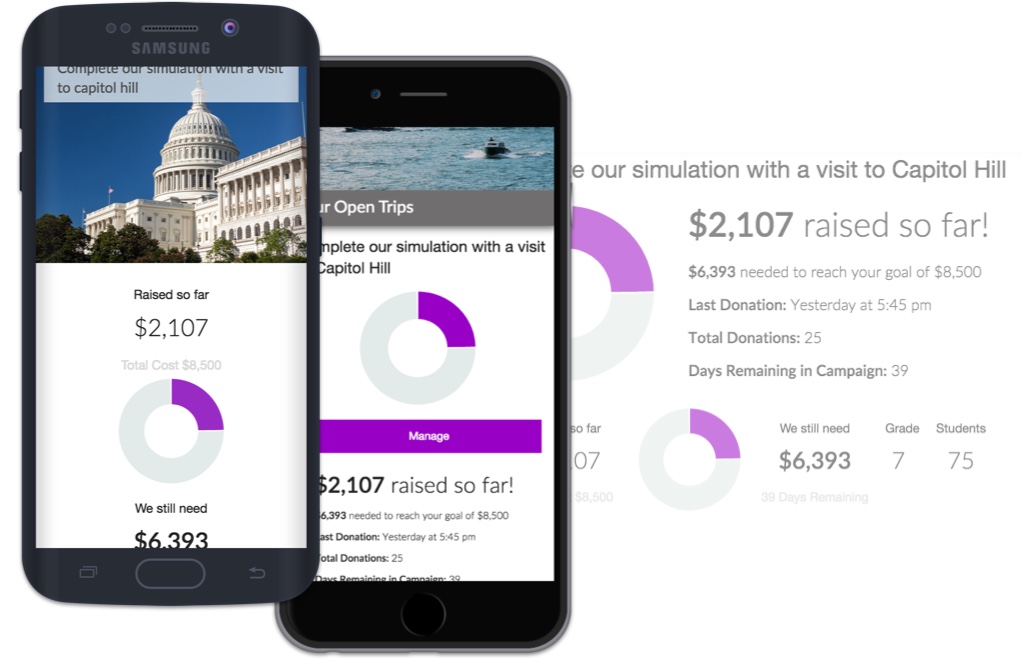 SAMSUNG
Complete our simulation with a visit
to capitol hill
Raised so far
$2,107
Total Cost $8,500
We still need
$6,393
ur Open Trips
mplete our simulation with a visit
Capitol Hill
Manage
$2,107 raised so far!
$6,393 needed to reach your goal of $8,500
ast Donation: Yesterday at 5:45 pm
otal Donations: 25
Days Remaining in Campaign: 39
e our simulation with a visit to Capitol Hill
$2,107 raised so far!
$6,393 needed to reach your goal of $8,500
Last Donation: Yesterday at 5:45 pm
Total Donations: 25
Days Remaining in Campaign: 39
so far
07
$8,500
We still need
$6,393
39 Days Remaining
Grade
7
Students
75